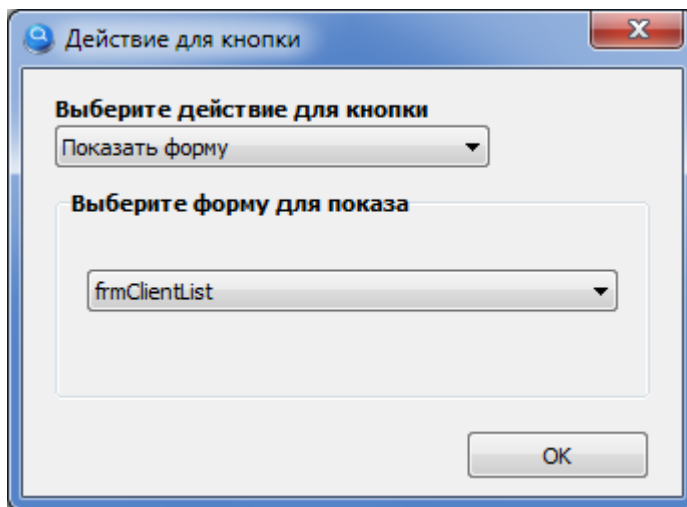 Действие для кнопки
Выберите действие для кнопки
Показать форму
Выберите форму для показа
frmClientList
OK